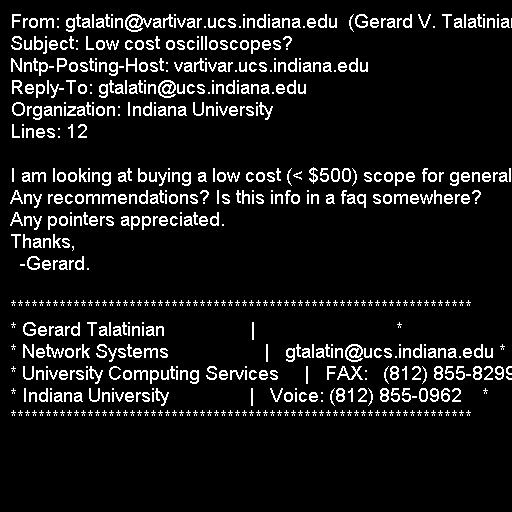 From: gtalatin@vartivar.ucs.indiana.edu  (Gerard V. Talatinian
Subject: Low cost oscilloscopes?
Nntp-Posting-Host: vartivar.ucs.indiana.edu
Reply-To: gtalatin@ucs.indiana.edu
Organization: Indiana University
Lines: 12

I am looking at buying a low cost (< $500) scope for general
Any recommendations? Is this info in a faq somewhere?
Any pointers appreciated.
Thanks,
  -Gerard.

******************************************************************
* Gerard Talatinian                |                           *
* Network Systems                  |   gtalatin@ucs.indiana.edu *
* University Computing Services     |   FAX:   (812) 855-8299
* Indiana University               |   Voice: (812) 855-0962    *
******************************************************************